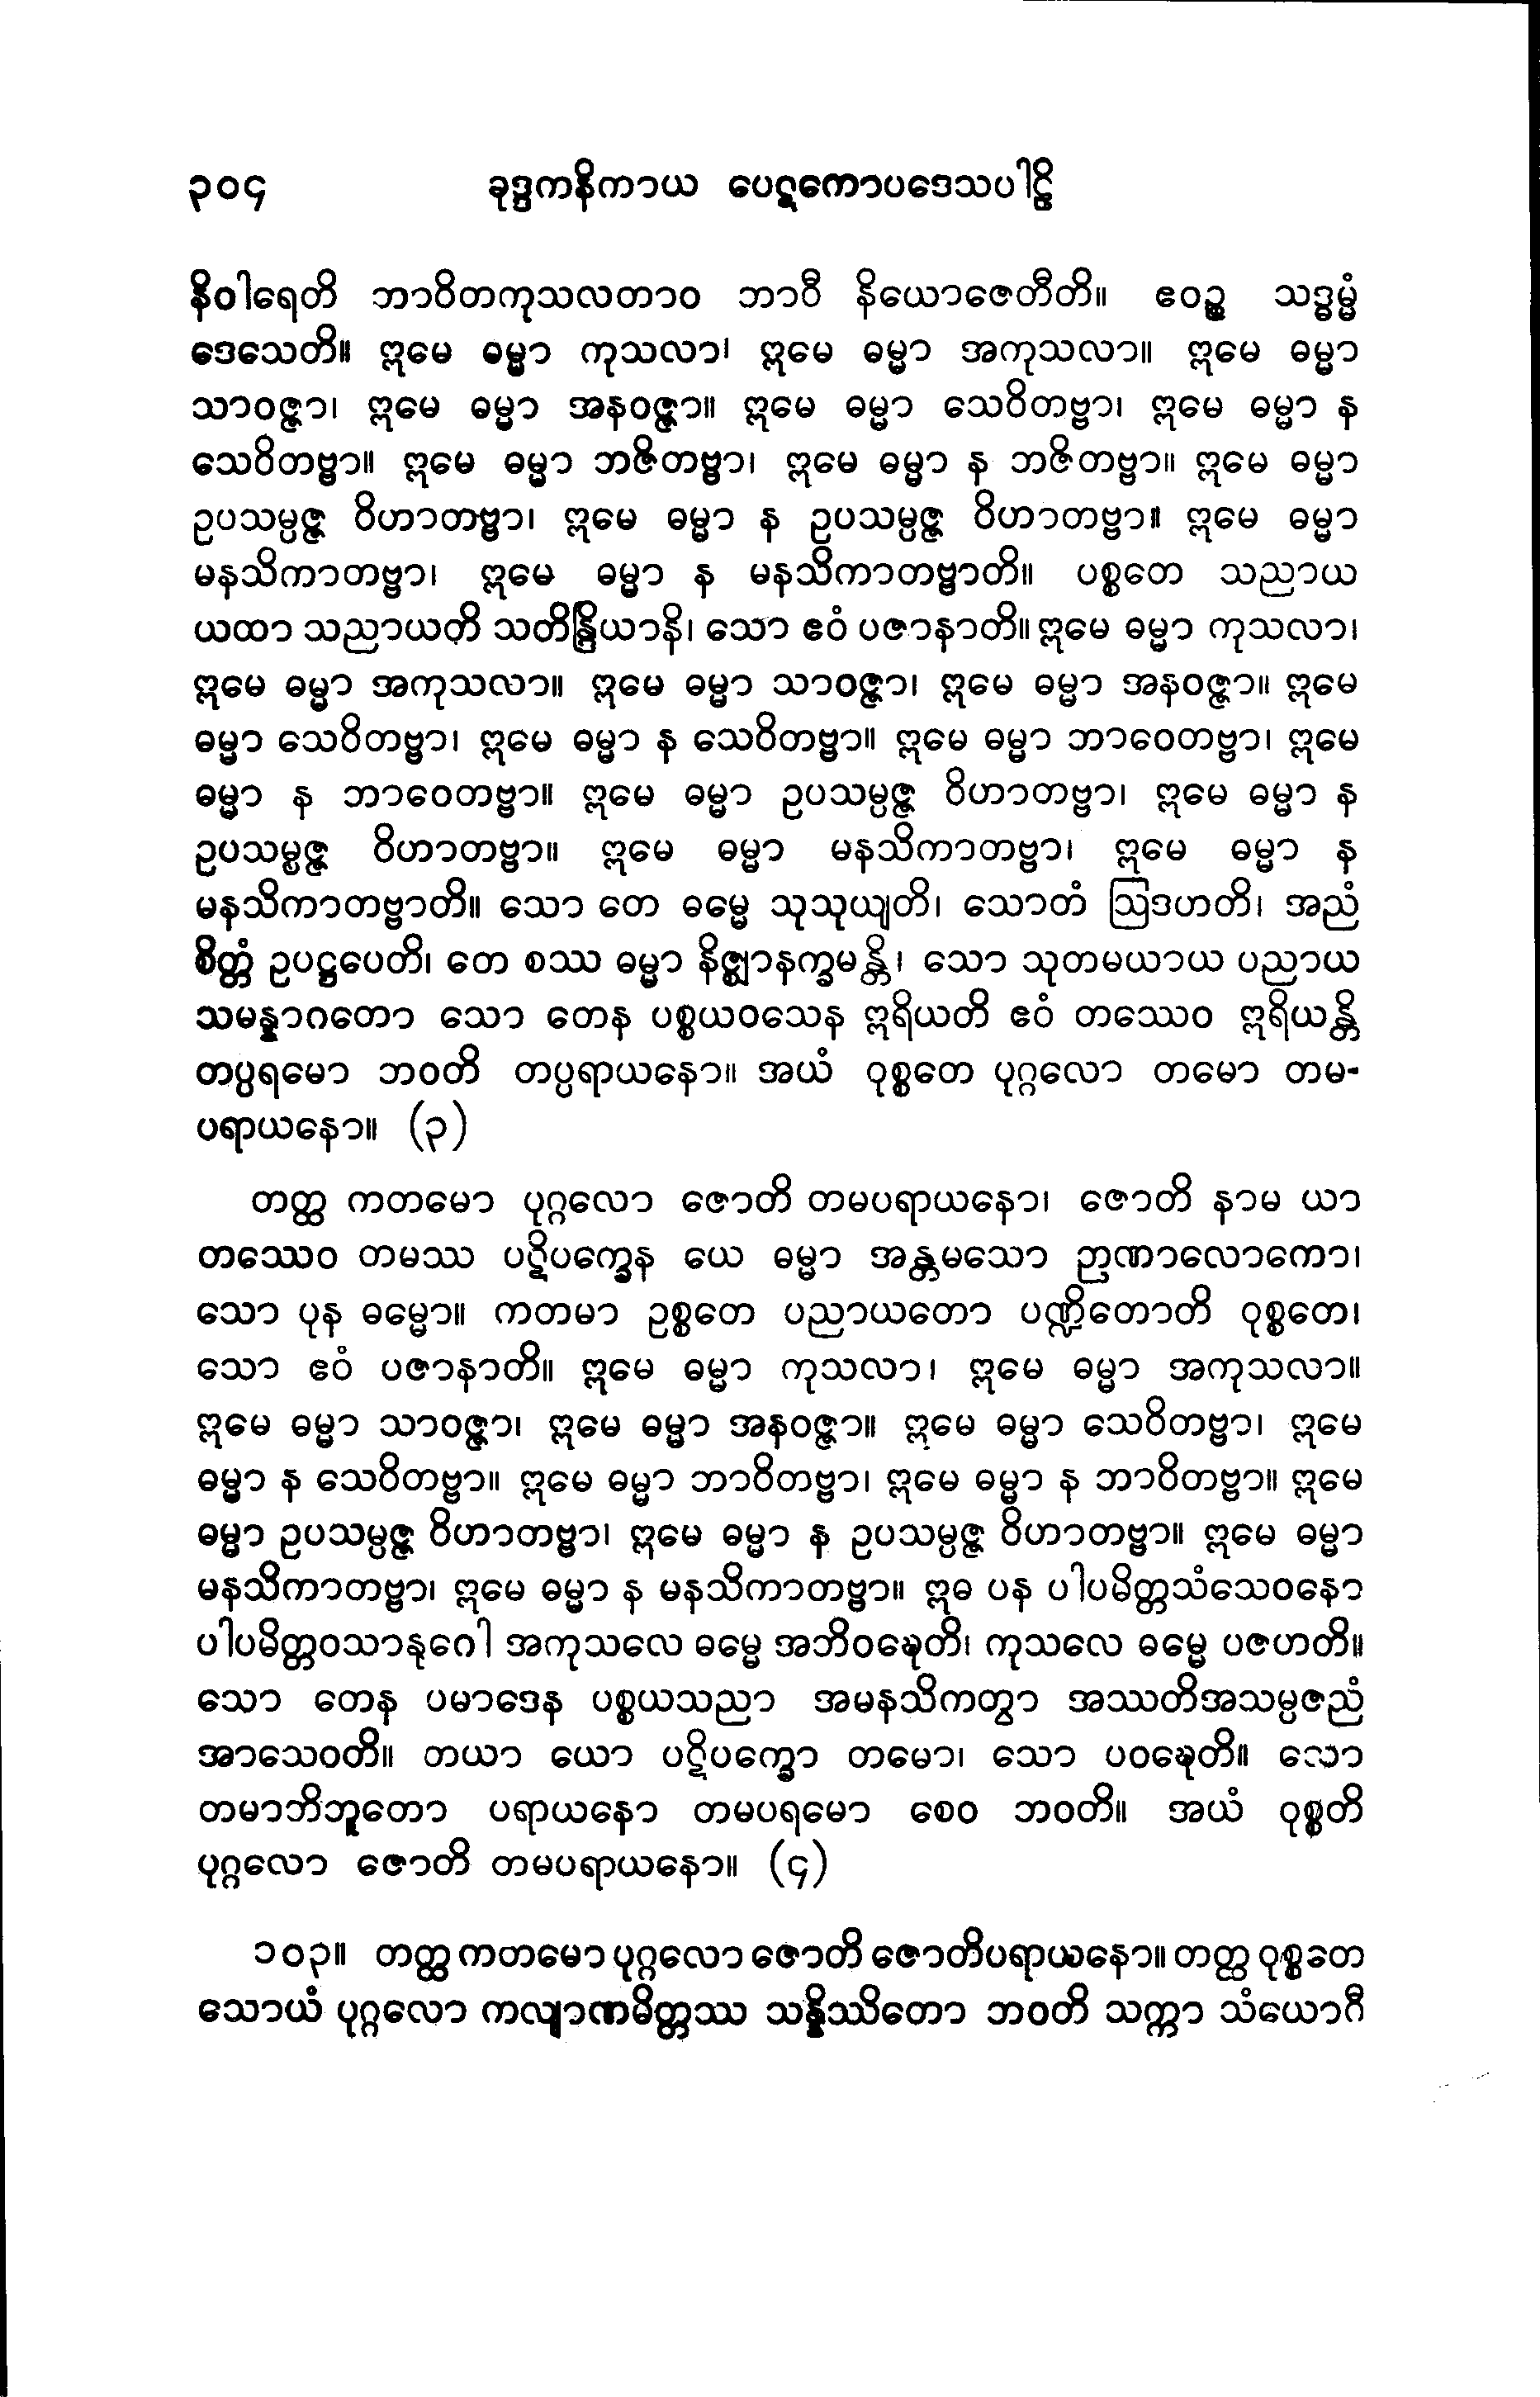 ၃၀၄ ခုဒ္ဒကနိကာယ ပေဋကောပဒေသပါဠိ
နိဝါရေတိ ဘာဝိတကုသလတာဝ ဘာဝီ နိယောဇေတီတိ။ ဧဝဉ္စ သဒ္ဓမ္မံ
ဒေသေတိ။ ဣမေ ဓမ္မာ ကုသလာ၊ ဣမေ ဓမ္မာ အကုသလာ။ ဣမေ ဓမ္မာ
သာဝဇ္ဇာ၊ ဣမေ ဓမ္မာ အနဝဇ္ဇာ။ ဣမေ ဓမ္မာ သေဝိတဗ္ဗာ၊ ဣမေ ဓမ္မာ န
သေဝိတဗ္ဗာ။ ဣမေ ဓမ္မာ ဘဇိတဗ္ဗာ၊ ဣမေ ဓမ္မာ န ဘဇိတဗ္ဗာ။ ဣမေ ဓမ္မာ
ဥပသမ္ပဇ္ဇ ဝိဟာတဗ္ဗာ၊ ဣမေ ဓမ္မာ န ဥပသမ္ပဇ္ဇ ဝိဟာတဗ္ဗာ။ ဣမေ ဓမ္မာ
မနသိကာတဗ္ဗာ၊ ဣမေ ဓမ္မာ န မနသိကာတဗ္ဗာတိ။ ပစ္စတေ သညာယ
ယထာ သညာယတိ သတိန္ဒြိယာနိ၊ သော ဧဝံ ပဇာနာတိ။ ဣမေ ဓမ္မာ ကုသလာ၊
ဣမေ ဓမ္မာ အကုသလာ။ ဣမေ ဓမ္မာ သာဝဇ္ဇာ၊ ဣမေ ဓမ္မာ အနဝဇ္ဇာ။ ဣမေ
ဓမ္မာ သေဝိတဗ္ဗာ၊ ဣမေ ဓမ္မာ န သေဝိတဗ္ဗာ။ ဣမေ ဓမ္မာ ဘာဝေတဗ္ဗာ၊ ဣမေ
ဓမ္မာ န ဘာဝေတဗ္ဗာ။ ဣမေ ဓမ္မာ ဥပသမ္ပဇ္ဇ ဝိဟာတဗ္ဗာ၊ ဣမေ ဓမ္မာ န
ဥပသမ္ပဇ္ဇ ဝိဟာတဗ္ဗာ။ ဣမေ ဓမ္မာ မနသိကာတဗ္ဗာ၊ ဣမေ ဓမ္မာ န
မနသိကာတဗ္ဗာတိ။ သော တေ ဓမ္မေ သုသုယျတိ၊ သောတံ ဩဒဟတိ၊ အညံ
စိတ္တံ ဥပဋ္ဌပေတိ၊ တေ စဿ ဓမ္မာ နိဇ္ဈာနက္ခမန္တိ၊ သော သုတမယာယ ပညာယ
သမန္နာဂတော သော တေန ပစ္စယဝသေန ဣရိယတိ ဧဝံ တဿေဝ ဣရိယန္တိ
တပ္ပရမော ဘဝတိ တပ္ပရာယနော။ အယံ ဝုစ္စတေ ပုဂ္ဂလော တမော တမ-
ပရာယနော။ (၃)
တတ္ထ ကတမော ပုဂ္ဂလော ဇောတိ တမပရာယနော၊ ဇောတိ နာမ ယာ
တဿေဝ တမဿ ပဋိပက္ခေန ယေ ဓမ္မာ အန္တမသော ဉာဏာလောကော၊
သော ပုန ဓမ္မော။ ကတမာ ဥစ္စတေ ပညာယတော ပဏ္ဍိတောတိ ဝုစ္စတေ၊
သော ဧဝံ ပဇာနာတိ။ ဣမေ ဓမ္မာ ကုသလာ၊ ဣမေ ဓမ္မာ အကုသလာ။
ဣမေ ဓမ္မာ သာဝဇ္ဇာ၊ ဣမေ ဓမ္မာ အနဝဇ္ဇာ။ ဣမေ ဓမ္မာ သေဝိတဗ္ဗာ၊ ဣမေ
ဓမ္မာ န သေဝိတဗ္ဗာ။ ဣမေ ဓမ္မာ ဘာဝိတဗ္ဗာ၊ ဣမေ ဓမ္မာ န ဘာဝိတဗ္ဗာ။ ဣမေ
ဓမ္မာ ဥပသမ္ပဇ္ဇ ဝိဟာတဗ္ဗာ၊ ဣမေ ဓမ္မာ န ဥပသမ္ပဇ္ဇ ဝိဟာတဗ္ဗာ။ ဣမေ ဓမ္မာ
မနသိကာတဗ္ဗာ၊ ဣမေ ဓမ္မာ န မနသိကာတဗ္ဗာ။ ဣဓ ပန ပါပမိတ္တသံသေဝနော
ပါပမိတ္တဝသာနုဂေါ အကုသလေ ဓမ္မေ အဘိဝဍ္ဎေတိ၊ ကုသလေ ဓမ္မေ ပဇဟတိ။
သော တေန ပမာဒေန ပစ္စယသညာ အမနသိကတွာ အဿတိအသမ္ပဇညံ
အာသေဝတိ။ တယာ ယော ပဋိပက္ခော တမော၊ သော ပဝဍ္ဎေတိ။ သော
တမာဘိဘူတော ပရာယနော တမပရမော စေဝ ဘဝတိ။ အယံ ဝုစ္စတိ
ပုဂ္ဂလော ဇောတိ တမပရာယနော။ (၄)
၁၀၃။ တတ္ထ ကတမော ပုဂ္ဂလော ဇောတိ ဇောတိပရာယနော။ တတ္ထ ဝုစ္စတေ
သောယံ ပုဂ္ဂလော ကလျာဏမိတ္တဿ သန္နိဿိတော ဘဝတိ သက္ကာ သံယောဂီ